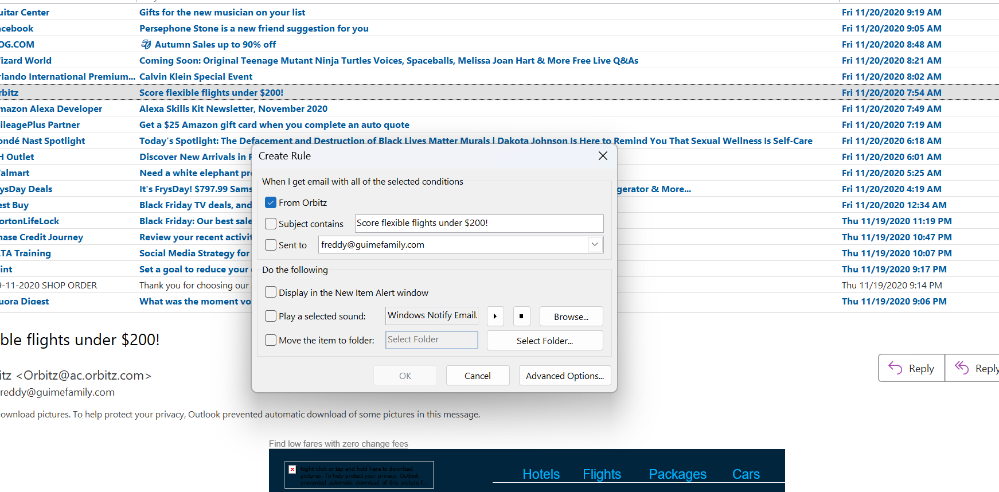 uitar Center Gifts for the new musician on your list Fri 11/20/2020 9:19 AM
acebook Persephone Stone is a new friend suggestion for you Fri 11/20/2020 9:05 AM
OG.COM Autumn Sales up to 90% off Fri 11/20/2020 8:48 AM
izard World Coming Soon: Original Teenage Mutant Ninja Turtles Voices, Spaceballs, Melissa Joan Hart & More Free Live Q&As Fri 11/20/2020 8:21 AM
rlando International Premium... Calvin Klein Special Event Fri 11/20/2020 8:02 AM
rbitz Score flexible flights under $200! Fri 11/20/2020 7:54 AM
mazon Alexa Developer Alexa Skills Kit Newsletter, November 2020 Fri 11/20/2020 7:49 AM
ileagePlus Partner Get a $25 Amazon gift card when you complete an auto quote Fri 11/20/2020 7:19 AM
ondé Nast Spotlight Today's Spotlight: The Defacement and Destruction of Black Lives Matter Murals | Dakota Johnson Is Here to Remind You That Sexual Wellness Is Self-Care Fri 11/20/2020 6:18 AM
H Outlet Discover New Arrivals in F Fri 11/20/2020 6:01 AM
almart Need a white elephant pr Fri 11/20/2020 5:25 AM
ysDay Deals It's FrysDay! $797.99 Sams gerator & More... Fri 11/20/2020 4:19 AM
est Buy Black Friday TV deals, and Fri 11/20/2020 12:34 AM
ortonLifeLock Black Friday: Our best sale Thu 11/19/2020 11:19 PM
hase Credit Journey Review your recent activit Thu 11/19/2020 10:47 PM
TA Training Social Media Strategy for Thu 11/19/2020 10:07 PM
int Set a goal to reduce your Thu 11/19/2020 9:17 PM
9-11-2020 SHOP ORDER Thank you for choosing our Thu 11/19/2020 9:14 PM
uora Digest What was the moment yo Thu 11/19/2020 9:06 PM
Create Rule
When I get email with all of the selected conditions
From Orbitz
Subject contains Score flexible flights under $200!
Sent to freddy@guimefamily.com
Do the following
Display in the New Item Alert window
Play a selected sound: Windows Notify Email. Browse...
Move the item to folder: Select Folder Select Folder...
OK Cancel Advanced Options...
ble flights under $200!
itz <Orbitz@ac.orbitz.com>
Reply Reply
reddy@guimefamily.com
ownload pictures. To help protect your privacy, Outlook prevented automatic download of some pictures in this message.
Find low fares with zero change fees
Right-click or tap and hold here to download
pictures. To help protect your privacy, Outlook
prevented automatic download of this picture f...
Hotels Flights Packages Cars